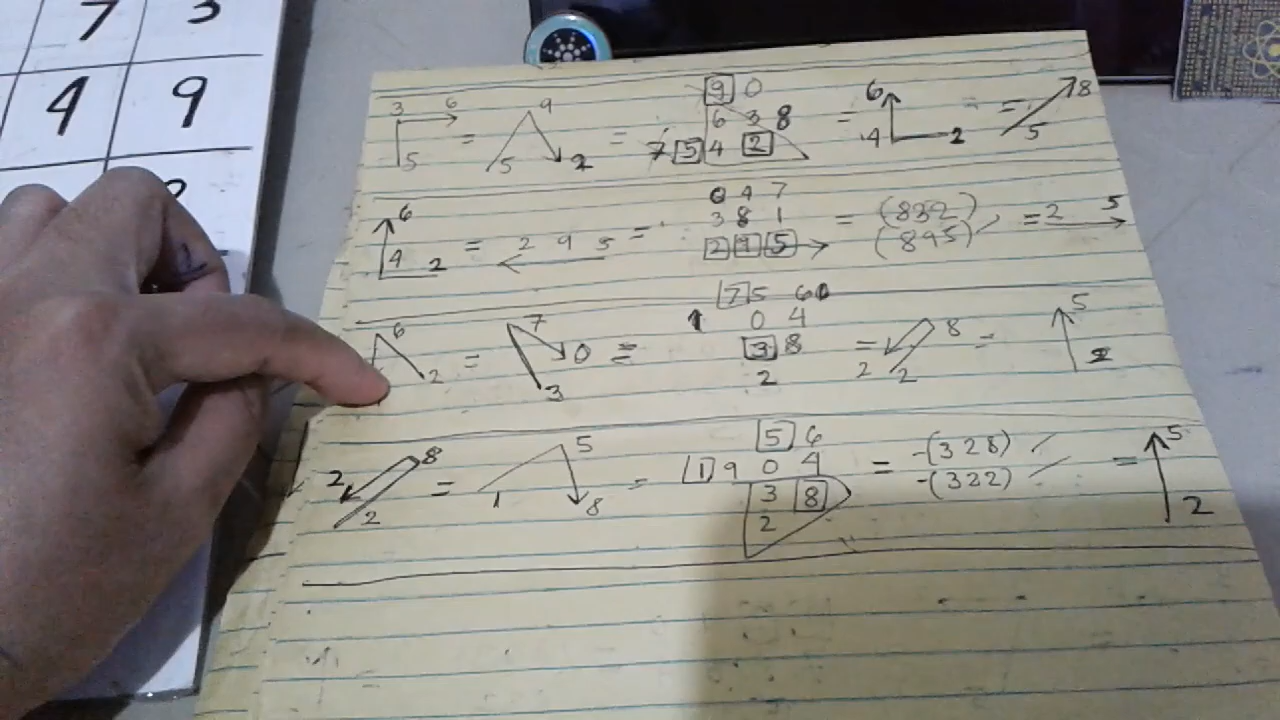 7 3
4 9
3 6 5 = 5 9 2 = 9 0 = 6 4 2 = = 8 5
6 3 8
7 5 4 2
6 4 2 = 2 9 5 = 0 4 7 = (832) = 2 5
3 8 1 (895)
2 9 5
6 2 = 7 0 3 = 7 5 6 0 = 8 2 2 = 5 2
0 4
3 8
2
2 8 2 = 1 5 8 = 5 6 = -(328) = 5 2
1 9 0 4 -(322)
3 8
2